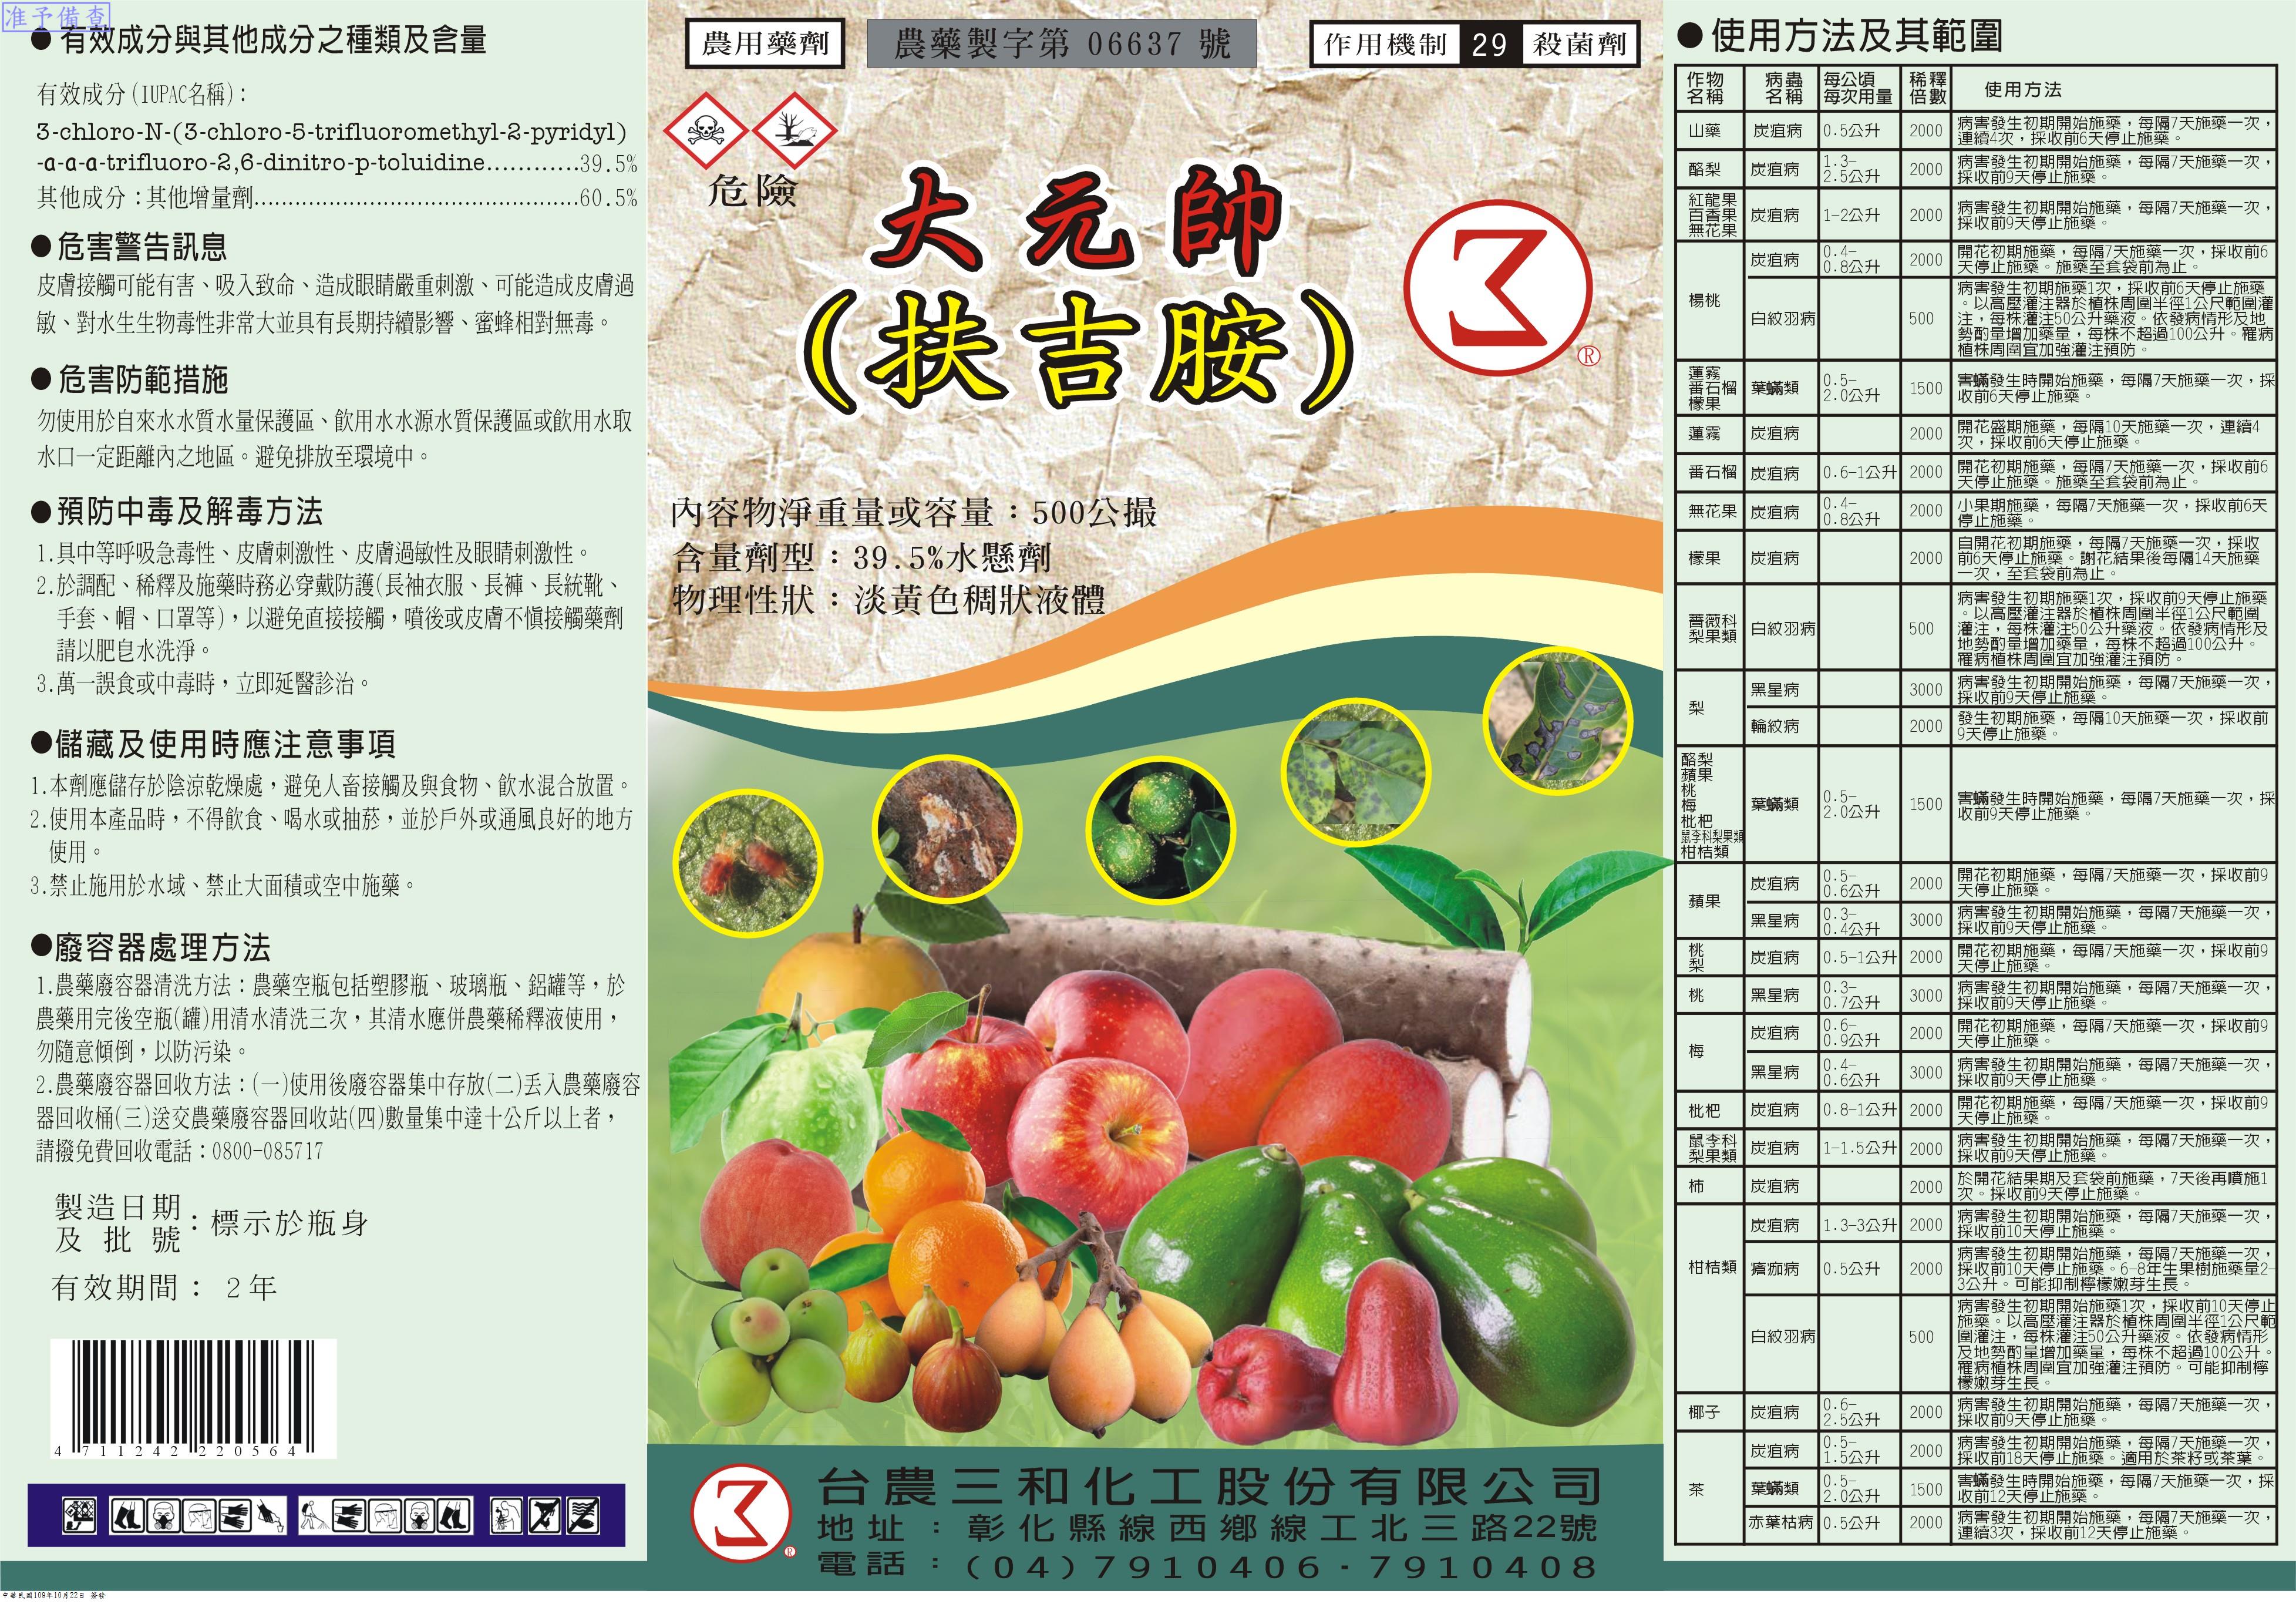 准予備查
● 有效成分與其他成分之種類及含量
有效成分(IUPAC名稱):
3-chloro-N-(3-chloro-5-trifluoromethyl-2-pyridyl)
-α-α-α-trifluoro-2,6-dinitro-p-toluidine............39.5%
其他成分:其他增量劑................................................60.5%
● 危害警告訊息
皮膚接觸可能有害、吸入致命、造成眼睛嚴重刺激、可能造成皮膚過
敏、對水生生物毒性非常大並具有長期持續影響、蜜蜂相對無毒。
● 危害防範措施
勿使用於自來水水質水量保護區、飲用水水源水質保護區或飲用水取
水口一定距離內之地區。避免排放至環境中。
● 預防中毒及解毒方法
1.具中等呼吸急毒性、皮膚刺激性、皮膚過敏性及眼睛刺激性。
2.於調配、稀釋及施藥時務必穿戴防護(長袖衣服、長褲、長統靴、
手套、帽、口罩等),以避免直接接觸,噴後或皮膚不慎接觸藥劑
請以肥皂水洗淨。
3.萬一誤食或中毒時,立即延醫診治。
●儲藏及使用時應注意事項
1.本劑應儲存於陰涼乾燥處,避免人畜接觸及與食物、飲水混合放置。
2.使用本產品時,不得飲食、喝水或抽菸,並於戶外或通風良好的地方
使用。
3.禁止施用於水域、禁止大面積或空中施藥。
●廢容器處理方法
1.農藥廢容器清洗方法:農藥空瓶包括塑膠瓶、玻璃瓶、鋁罐等,於
農藥用完後空瓶(罐)用清水清洗三次,其清水應併農藥稀釋液使用,
勿隨意傾倒,以防污染。
2.農藥廢容器回收方法:(一)使用後廢容器集中存放(二)丟入農藥廢容
器回收桶(三)送交農藥廢容器回收站(四)數量集中達十公斤以上者,
請撥免費回收電話:0800-085717
製造日期
及 批 號:標示於瓶身
有效期間: 2年
4 711242 220564
中華民國109年10月22日 簽發
農用藥劑
農藥製字第 06637 號
作用機制 29 殺菌劑
危險
大元帥
(扶吉胺)
®
內容物淨重量或容量:500公撮
含量劑型:39.5%水懸劑
物理性狀:淡黃色稠狀液體
®
台農三和化工股份有限公司
地址:彰化縣線西鄉線工北三路22號
電話:(04)7910406-7910408
● 使用方法及其範圍
作物名稱 病蟲名稱 每公頃每次用量 稀釋倍數 使用方法
山藥 炭疽病 0.5公升 2000 病害發生初期開始施藥,每隔7天施藥一次,
連續4次,採收前6天停止施藥。
酪梨 炭疽病 1.3-2.5公升 2000 病害發生初期開始施藥,每隔7天施藥一次,
採收前9天停止施藥。
紅龍果
百香果
無花果 炭疽病 1-2公升 2000 病害發生初期開始施藥,每隔7天施藥一次,
採收前9天停止施藥。
楊桃 炭疽病 0.4-0.8公升 2000 開花初期施藥,每隔7天施藥一次,採收前6
天停止施藥。施藥至套袋前為止。
白紋羽病 500 病害發生初期施藥1次,採收前6天停止施藥
。以高壓灌注器於植株周圍半徑1公尺範圍灌
注,每株灌注50公升藥液。依發病情形及地
勢酌量增加藥量,每株不超過100公升。罹病
植株周圍宜加強灌注預防。
蓮霧
番石榴
檬果 葉蟎類 0.5-2.0公升 1500 害蟎發生時開始施藥,每隔7天施藥一次,採
收前6天停止施藥。
蓮霧 炭疽病 2000 開花盛期施藥,每隔10天施藥一次,連續4
次,採收前6天停止施藥。
番石榴 炭疽病 0.6-1公升 2000 開花初期施藥,每隔7天施藥一次,採收前6
天停止施藥。施藥至套袋前為止。
無花果 炭疽病 0.4-0.8公升 2000 小果期施藥,每隔7天施藥一次,採收前6天
停止施藥。
檬果 炭疽病 2000 自開花初期施藥,每隔7天施藥一次,採收
前6天停止施藥。謝花結果後每隔14天施藥
一次,至套袋前為止。
薔薇科
梨果類 白紋羽病 500 病害發生初期施藥1次,採收前9天停止施藥
。以高壓灌注器於植株周圍半徑1公尺範圍
灌注,每株灌注50公升藥液。依發病情形及
地勢酌量增加藥量,每株不超過100公升。
罹病植株周圍宜加強灌注預防。
梨 黑星病 3000 病害發生初期開始施藥,每隔7天施藥一次,
採收前9天停止施藥。
輪紋病 2000 發生初期施藥,每隔10天施藥一次,採收前
9天停止施藥。
酪梨
蘋果
桃
梅
枇杷
鼠李科梨果類
柑桔類 葉蟎類 0.5-2.0公升 1500 害蟎發生時開始施藥,每隔7天施藥一次,採
收前9天停止施藥。
蘋果 炭疽病 0.5-0.6公升 2000 開花初期施藥,每隔7天施藥一次,採收前9
天停止施藥。
黑星病 0.3-0.4公升 3000 病害發生初期開始施藥,每隔7天施藥一次,
採收前9天停止施藥。
桃
梨 炭疽病 0.5-1公升 2000 開花初期施藥,每隔7天施藥一次,採收前9
天停止施藥。
桃 黑星病 0.3-0.7公升 3000 病害發生初期開始施藥,每隔7天施藥一次,
採收前9天停止施藥。
梅 炭疽病 0.6-0.9公升 2000 開花初期施藥,每隔7天施藥一次,採收前9
天停止施藥。
黑星病 0.4-0.6公升 3000 病害發生初期開始施藥,每隔7天施藥一次,
採收前9天停止施藥。
枇杷 炭疽病 0.8-1公升 2000 開花初期施藥,每隔7天施藥一次,採收前9
天停止施藥。
鼠李科
梨果類 炭疽病 1-1.5公升 2000 病害發生初期開始施藥,每隔7天施藥一次,
採收前9天停止施藥。
柿 炭疽病 2000 於開花結果期及套袋前施藥,7天後再噴施1
次。採收前9天停止施藥。
柑桔類 炭疽病 1.3-3公升 2000 病害發生初期開始施藥,每隔7天施藥一次,
採收前10天停止施藥。
瘡痂病 0.5公升 2000 病害發生初期開始施藥,每隔7天施藥一次,
採收前10天停止施藥。6-8年生果樹施藥量2-
3公升。可能抑制檸檬嫩芽生長。
白紋羽病 500 病害發生初期開始施藥1次,採收前10天停止
施藥。以高壓灌注器於植株周圍半徑1公尺範
圍灌注,每株灌注50公升藥液。依發病情形
及地勢酌量增加藥量,每株不超過100公升。
罹病植株周圍宜加強灌注預防。可能抑制檸
檬嫩芽生長。
椰子 炭疽病 0.6-2.5公升 2000 病害發生初期開始施藥,每隔7天施藥一次,
採收前9天停止施藥。
茶 炭疽病 0.5-1.5公升 2000 病害發生初期開始施藥,每隔7天施藥一次,
採收前18天停止施藥。適用於茶籽或茶葉。
葉蟎類 0.5-2.0公升 1500 害蟎發生時開始施藥,每隔7天施藥一次,採
收前12天停止施藥。
赤葉枯病 0.5公升 2000 病害發生初期開始施藥,每隔7天施藥一次,
連續3次,採收前12天停止施藥。